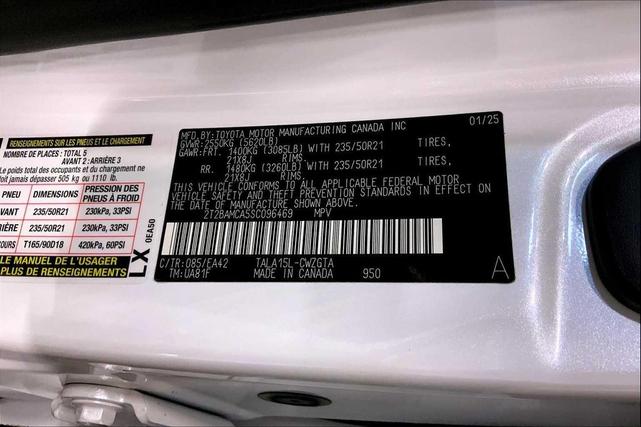 RENSEIGNEMENTS SUR LES PNEUS ET LE CHARGEMENT
NOMBRE DE PLACES: TOTAL 5
AVANT 2: ARRIÈRE 3
Le poids total des occupants et du chargement ne
doit jamais dépasser 505 kg ou 1110 lb.
PNEU DIMENSIONS PRESSION DES PNEUS À FROID
AVANT 235/50R21 230kPa, 33PSI
235/50R21 230kPa, 33PSI
T165/90D18 420kPa, 60PSI
LE MANUEL DE L'USAGER
PLUS DE RENSEIGNEMENTS
LX 0EA50
MFD.BY:TOYOTA MOTOR MANUFACTURING CANADA INC 01/25
GVWR:2550KG (5620LB)
GAWR:FRT. 1400KG (3085LB) WITH 235/50R21 TIRES,
21X8J RIMS.
RR. 1480KG (3260LB) WITH 235/50R21 TIRES,
21X8J RIMS.
THIS VEHICLE CONFORMS TO ALL APPLICABLE FEDERAL MOTOR
VEHICLE SAFETY AND THEFT PREVENTION STANDARDS IN EFFECT ON
THE DATE OF MANUFACTURE SHOWN ABOVE.
2T2BAMCA5SC096469 MPV
C/TR:085/EA42 TALA15L-CWZGTA
TM:UA81F MADE IN CANADA 950 A